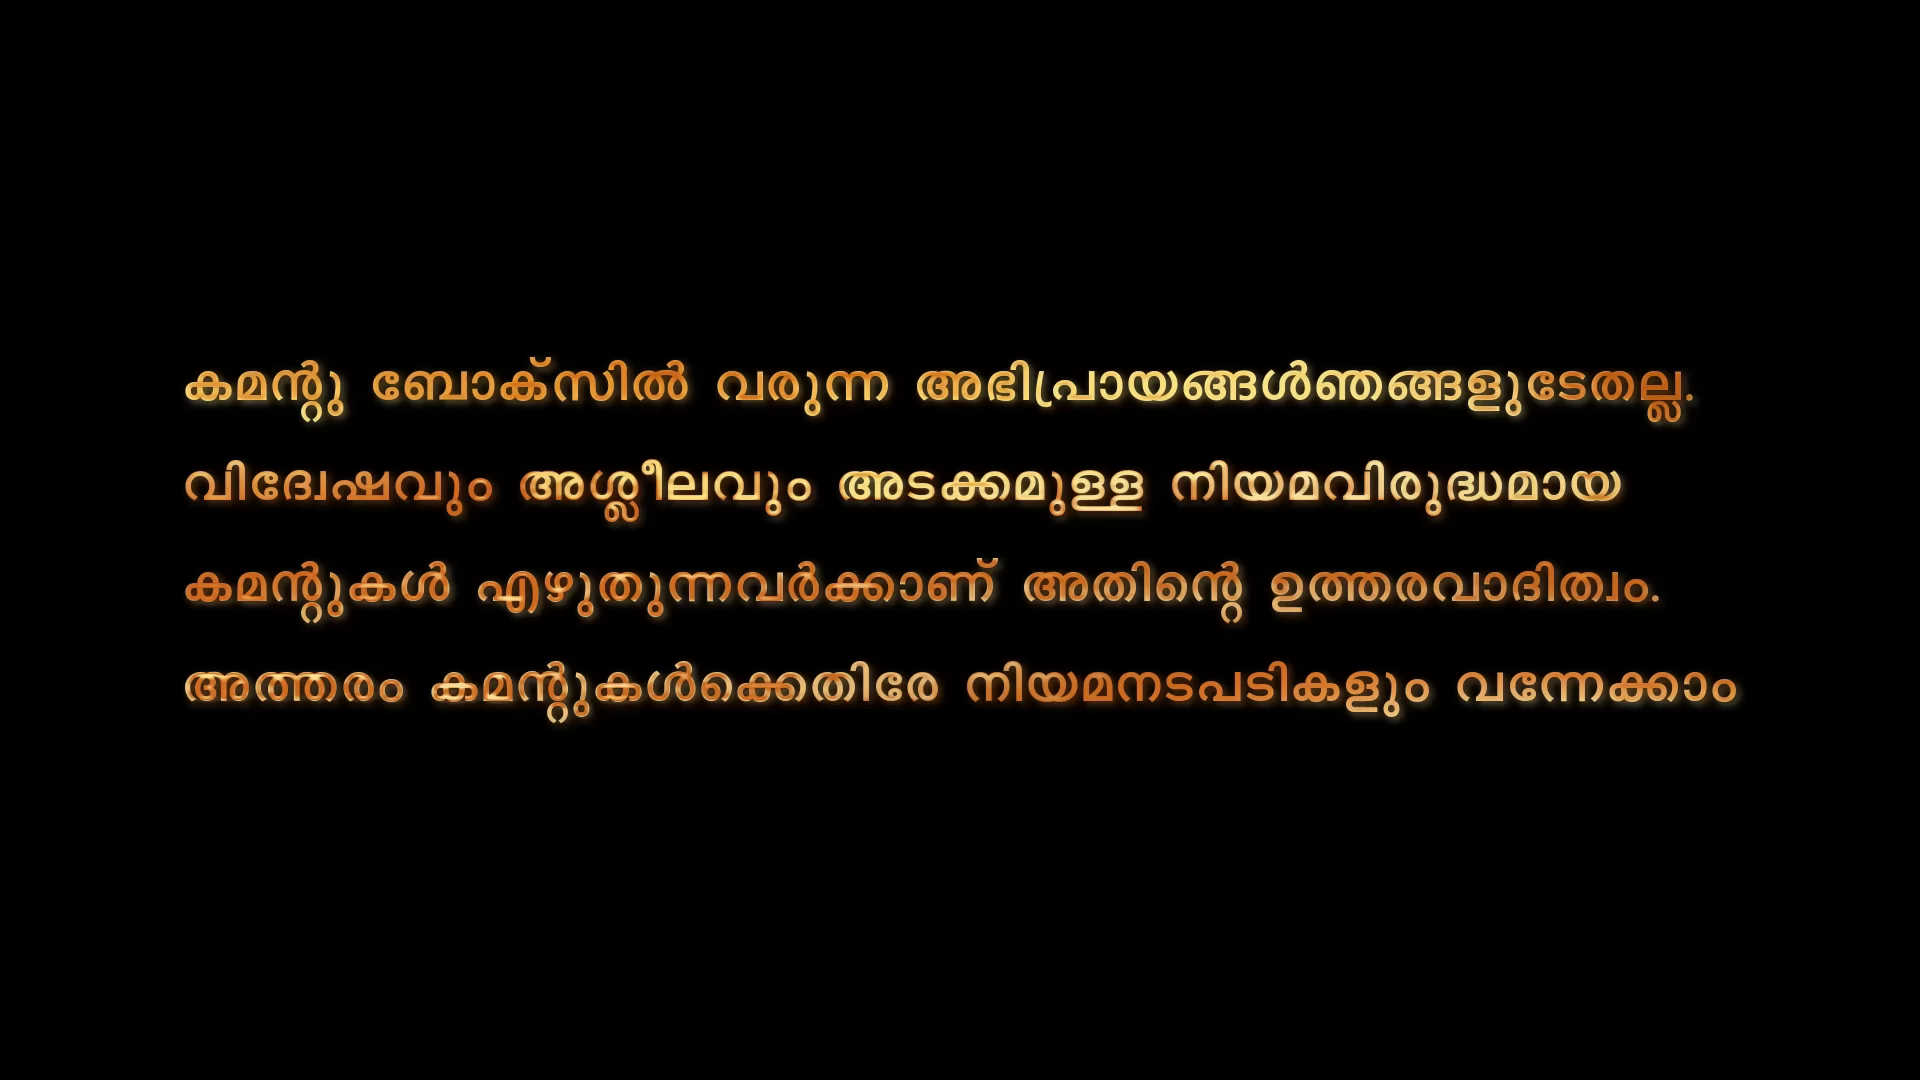 കമന്റു ബോക്സിൽ വരുന്ന അഭിപ്രായങ്ങൾഞങ്ങളുടേതല്ല.
വിദ്വേഷവും അശ്ലീലവും അടക്കമുള്ള നിയമവിരുദ്ധമായ
കമന്റുകൾ എഴുതുന്നവർക്കാണ് അതിന്റെ ഉത്തരവാദിത്വം.
അത്തരം കമന്റുകൾക്കെതിരേ നിയമനടപടികളും വന്നേക്കാം